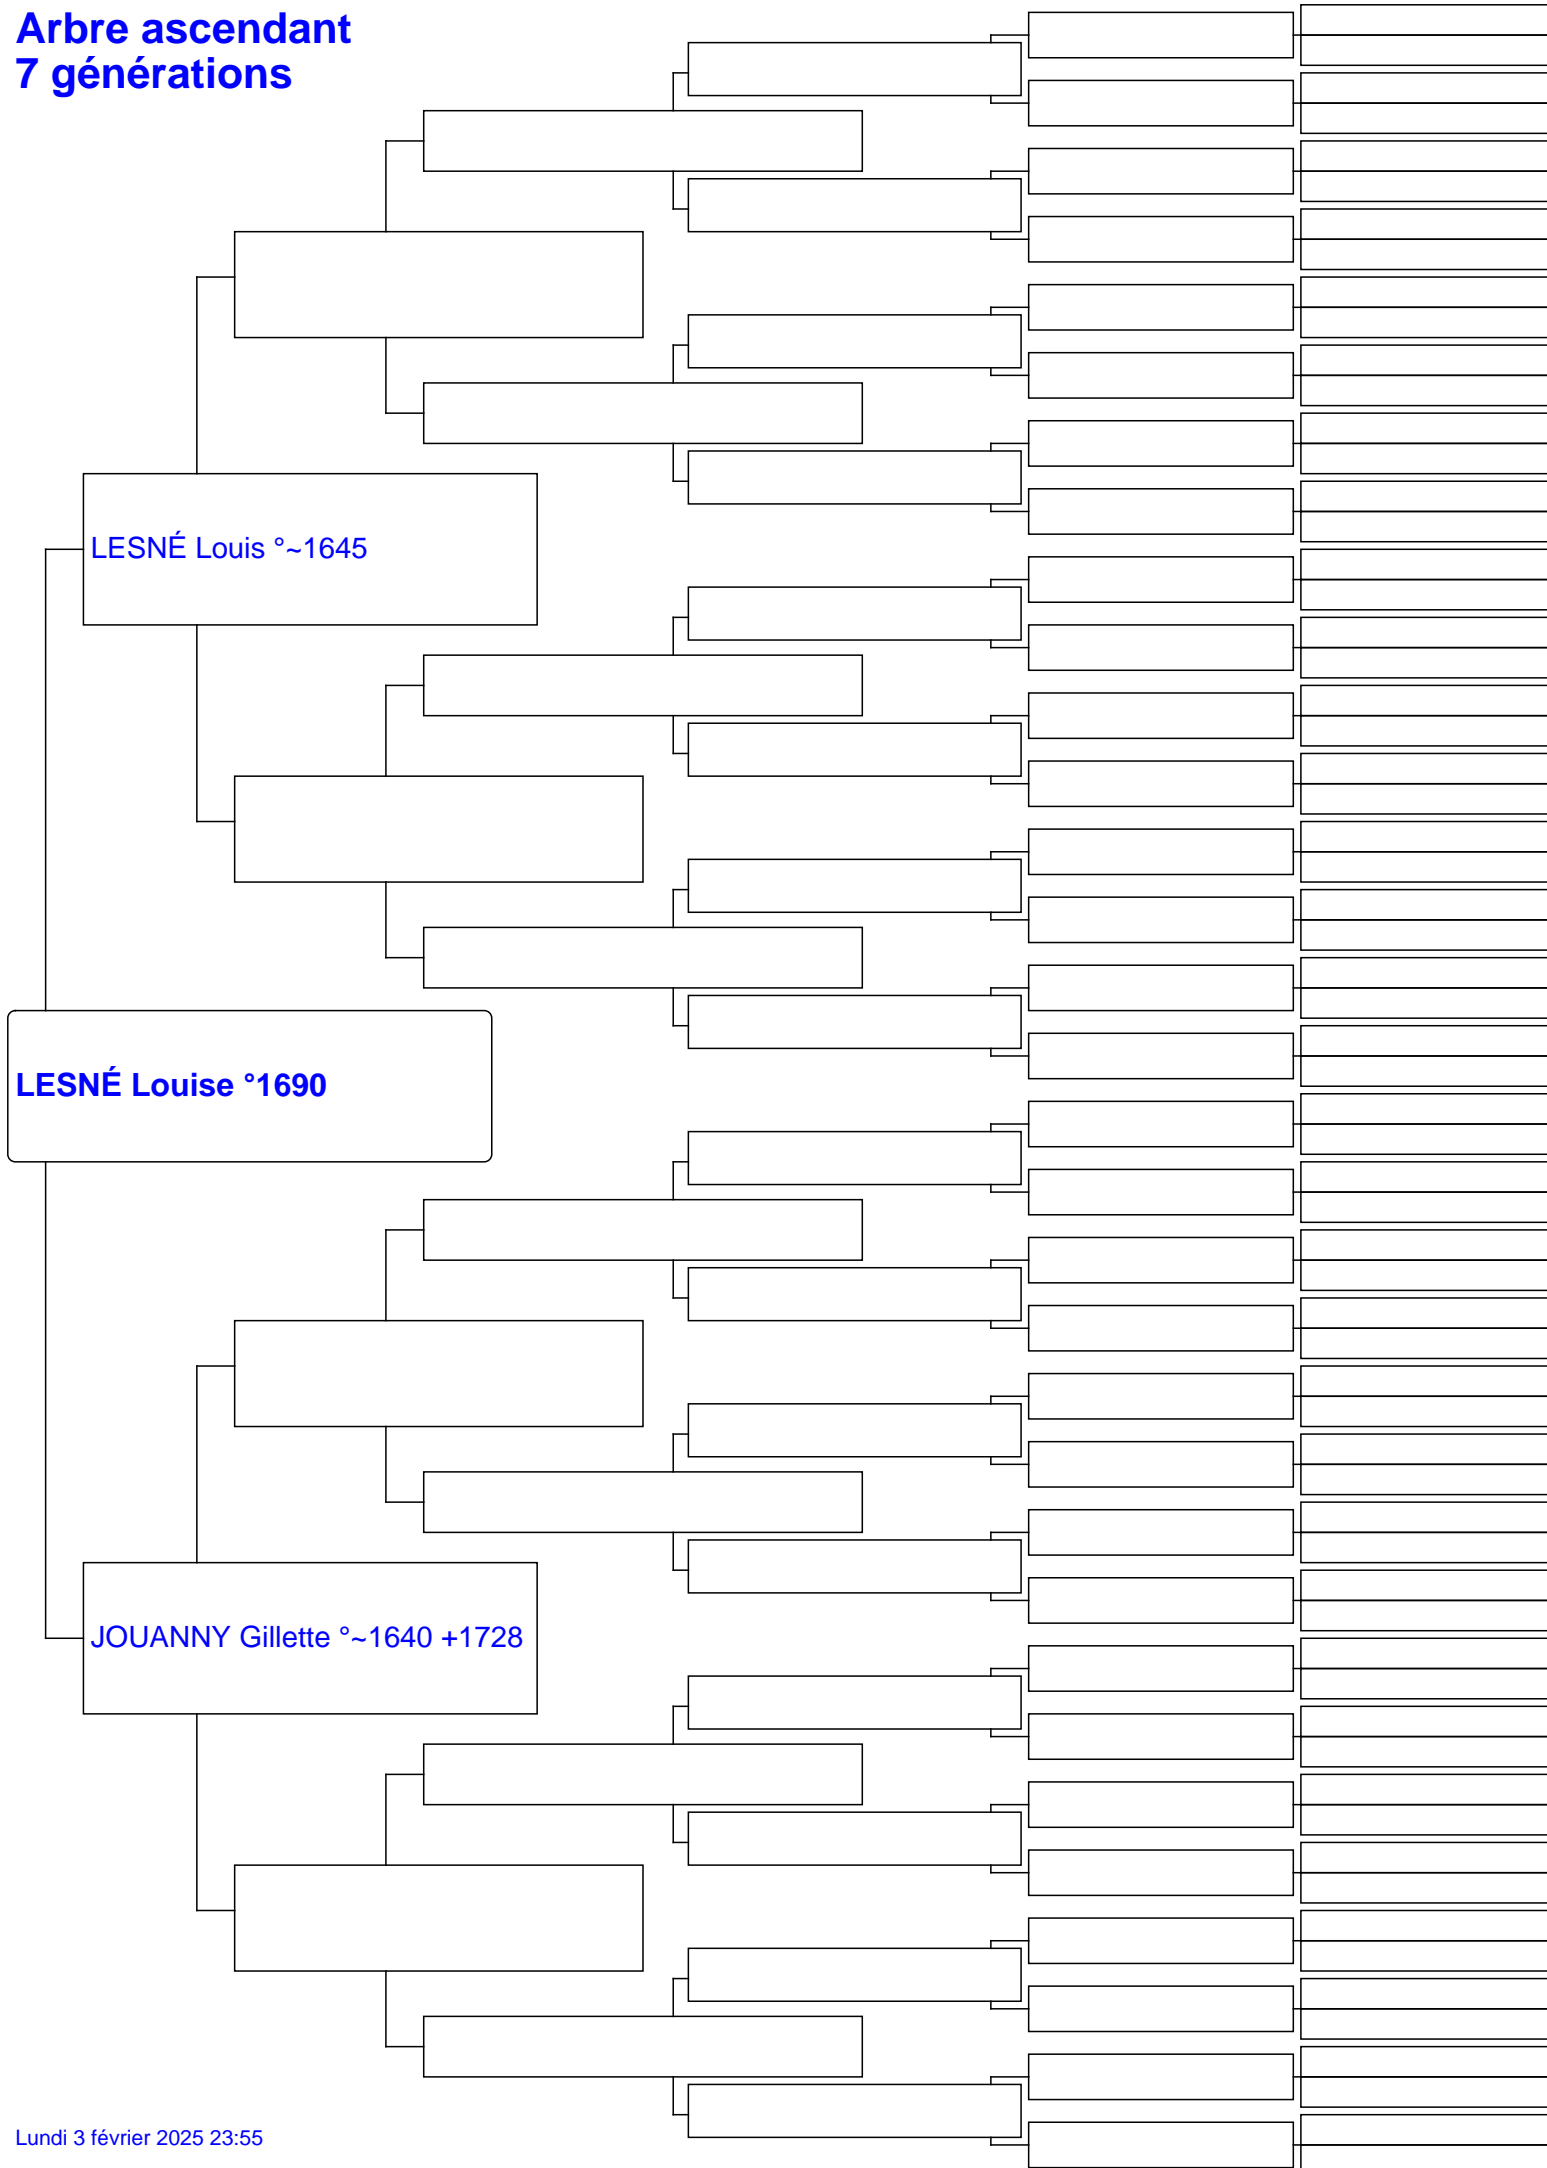 Arbre ascendant
7 générations
LESNÉ Louis °~1645
LESNÉ Louise °1690
JOUANNY Gillette °~1640 +1728
Lundi 3 février 2025 23:55